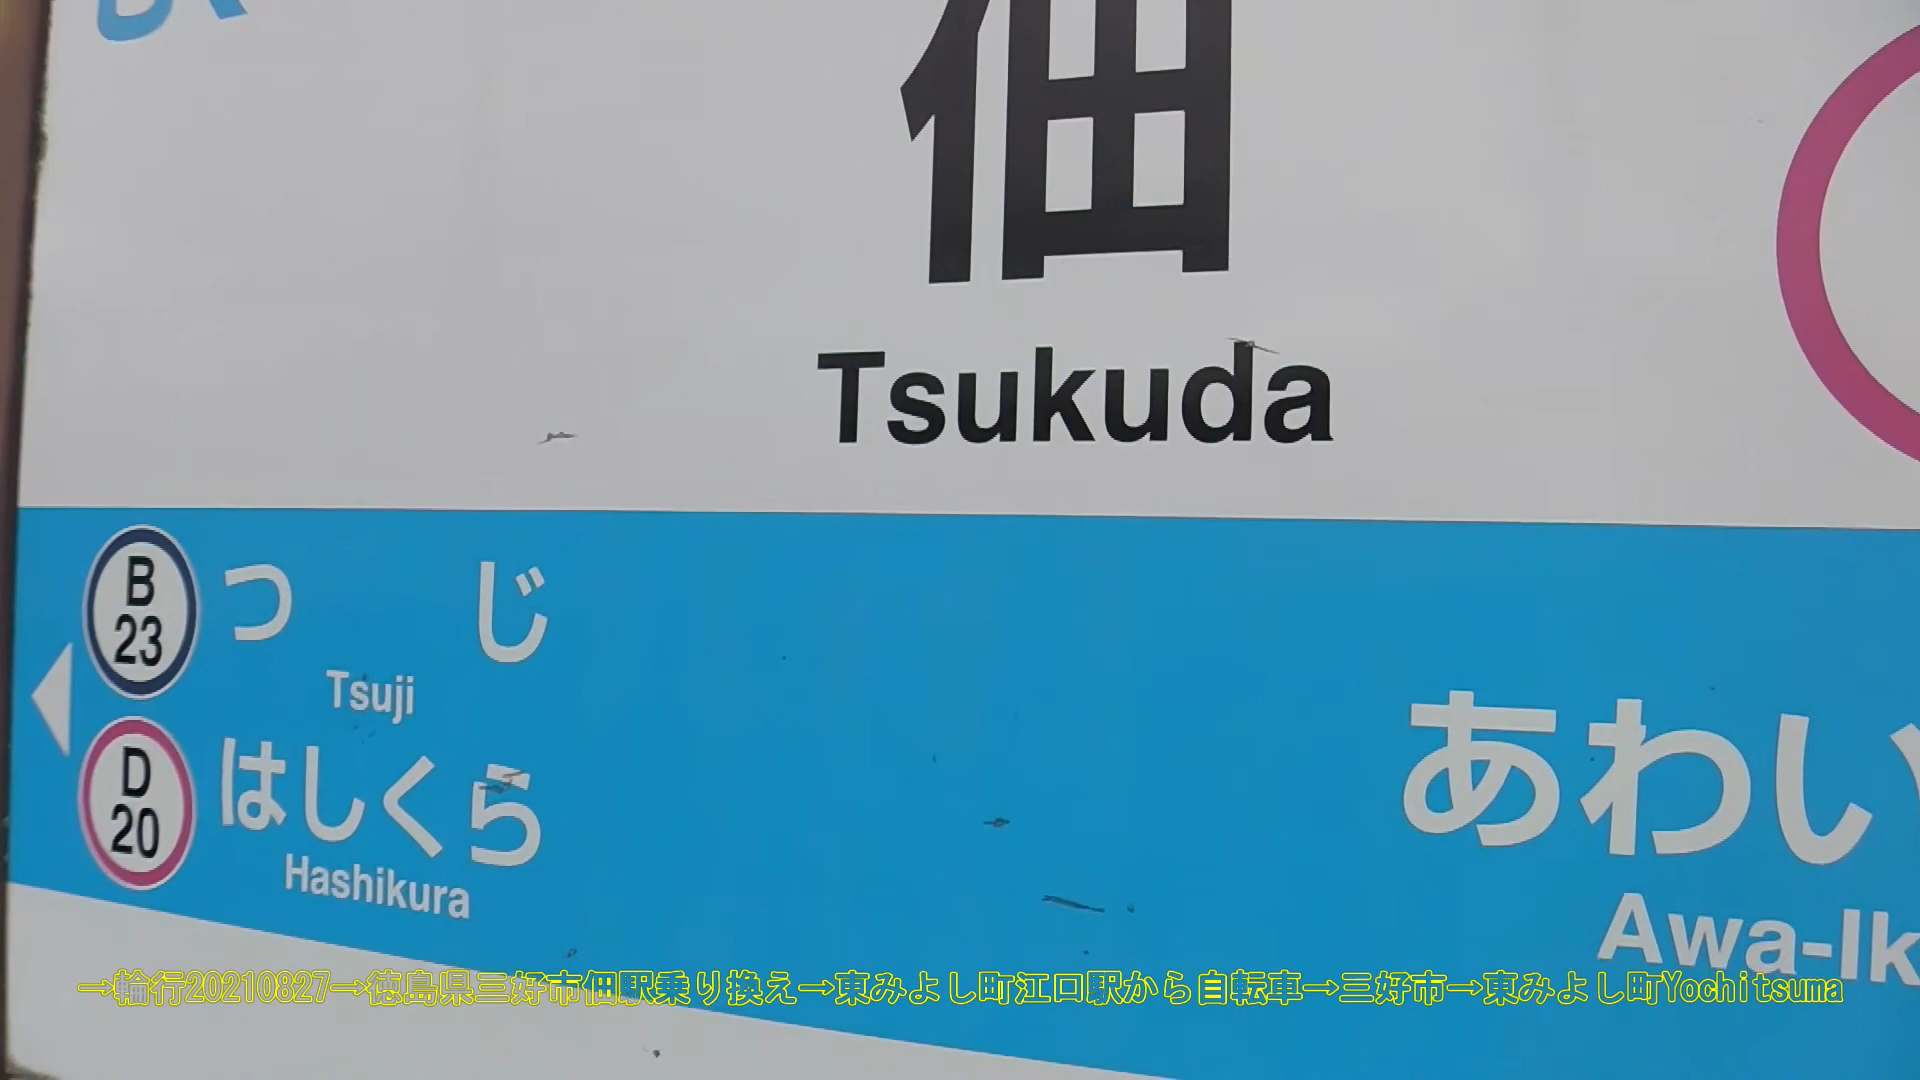 佃
Tsukuda
B
23
つじ
Tsuji
D
20
はしくら
Hashikura
あわい
Awa-Ik
→輪行20210827→徳島県三好市佃駅乗り換え→東みよし町江口駅から自転車→三好市→東みよし町Yochitsuma